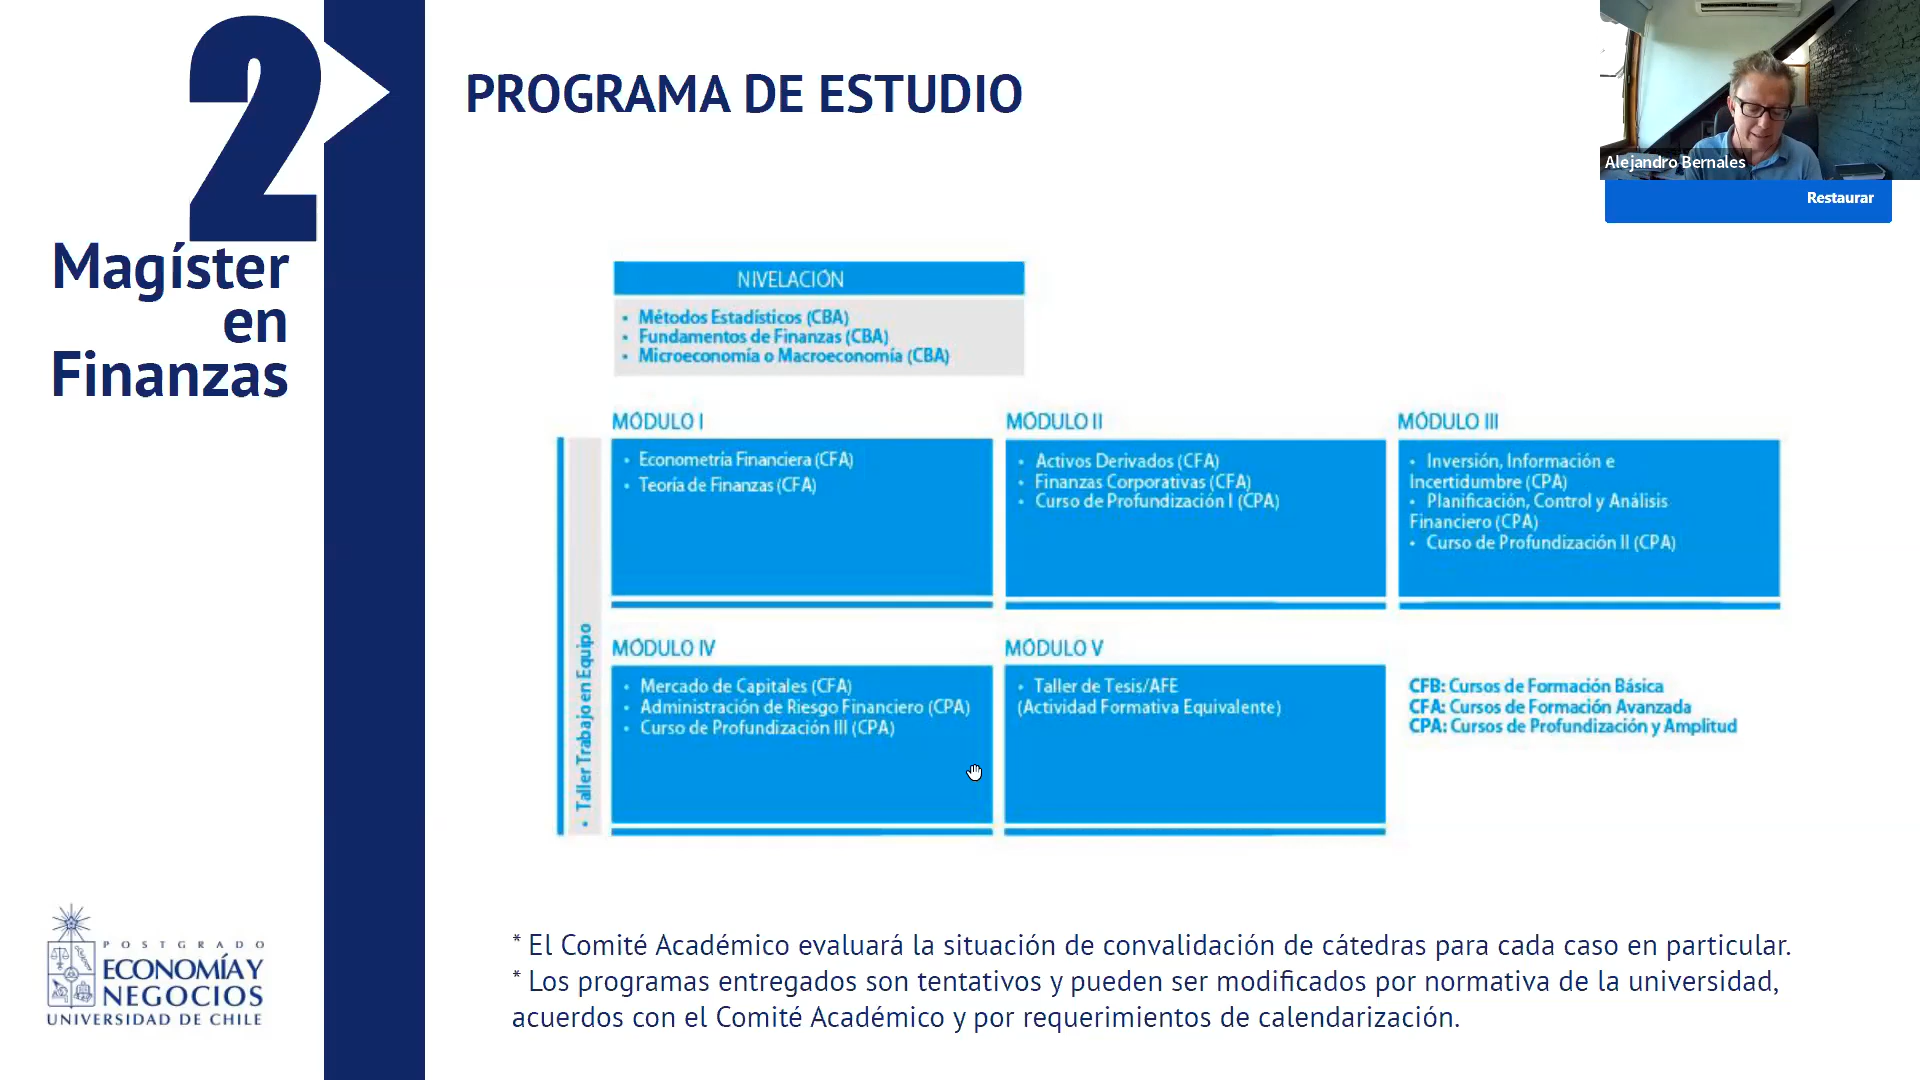 2
Magíster
en
Finanzas
PROGRAMA DE ESTUDIO
Alejandro Bernales
Restaurar
NIVELACIÓN
• Métodos Estadísticos (CBA)
• Fundamentos de Finanzas (CBA)
• Microeconomía o Macroeconomía (CBA)
• Taller Trabajo en Equipo
MÓDULO I
• Econometría Financiera (CFA)
• Teoría de Finanzas (CFA)
MÓDULO II
• Activos Derivados (CFA)
• Finanzas Corporativas (CFA)
• Curso de Profundización I (CPA)
MÓDULO III
• Inversión, Información e
Incertidumbre (CPA)
• Planificación, Control y Análisis
Financiero (CPA)
• Curso de Profundización II (CPA)
MÓDULO IV
• Mercado de Capitales (CFA)
• Administración de Riesgo Financiero (CPA)
• Curso de Profundización III (CPA)
MÓDULO V
• Taller de Tesis/AFE
(Actividad Formativa Equivalente)
CFB: Cursos de Formación Básica
CFA: Cursos de Formación Avanzada
CPA: Cursos de Profundización y Amplitud
* El Comité Académico evaluará la situación de convalidación de cátedras para cada caso en particular.
* Los programas entregados son tentativos y pueden ser modificados por normativa de la universidad,
acuerdos con el Comité Académico y por requerimientos de calendarización.
POSTGRADO
ECONOMÍA Y
NEGOCIOS
UNIVERSIDAD DE CHILE